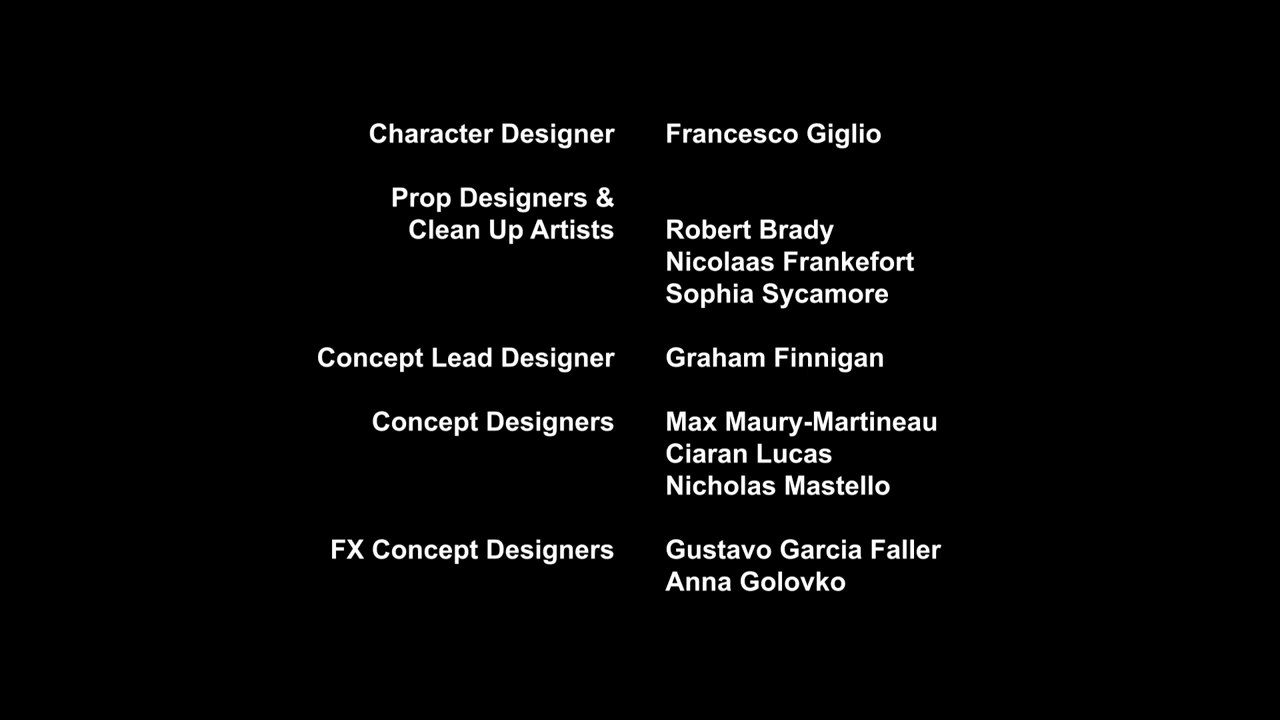 Character Designer Francesco Giglio
Prop Designers &
Clean Up Artists Robert Brady
Nicolaas Frankefort
Sophia Sycamore
Concept Lead Designer Graham Finnigan
Concept Designers Max Maury-Martineau
Ciaran Lucas
Nicholas Mastello
FX Concept Designers Gustavo Garcia Faller
Anna Golovko